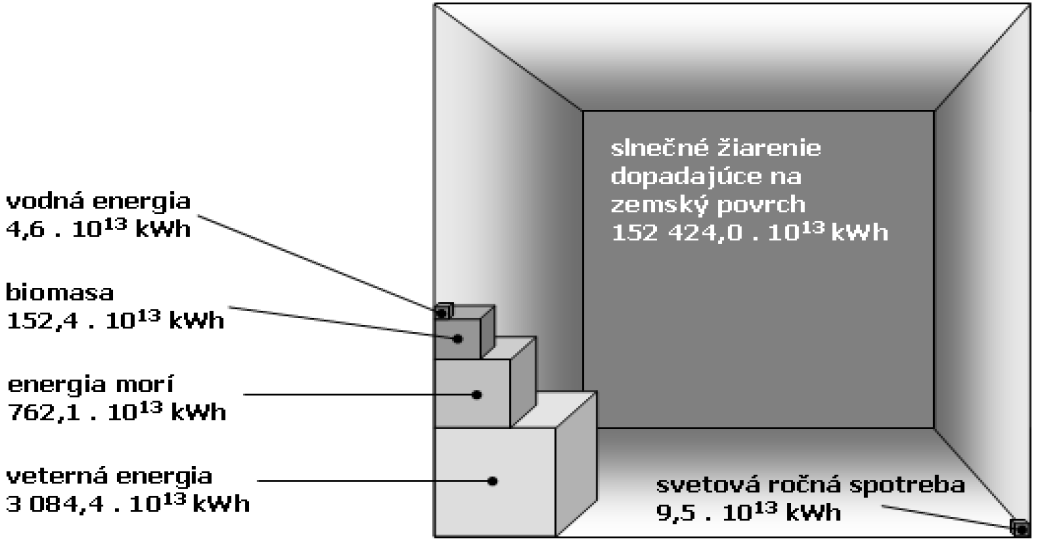 slnečné žiarenie
dopadajúce na
zemský povrch
152 424,0 . 10¹³ kWh
vodná energia
4,6 . 10¹³ kWh
biomasa
152,4 . 10¹³ kWh
energia morí
762,1 . 10¹³ kWh
veterná energia
3 084,4 . 10¹³ kWh
svetová ročná spotreba
9,5 . 10¹³ kWh